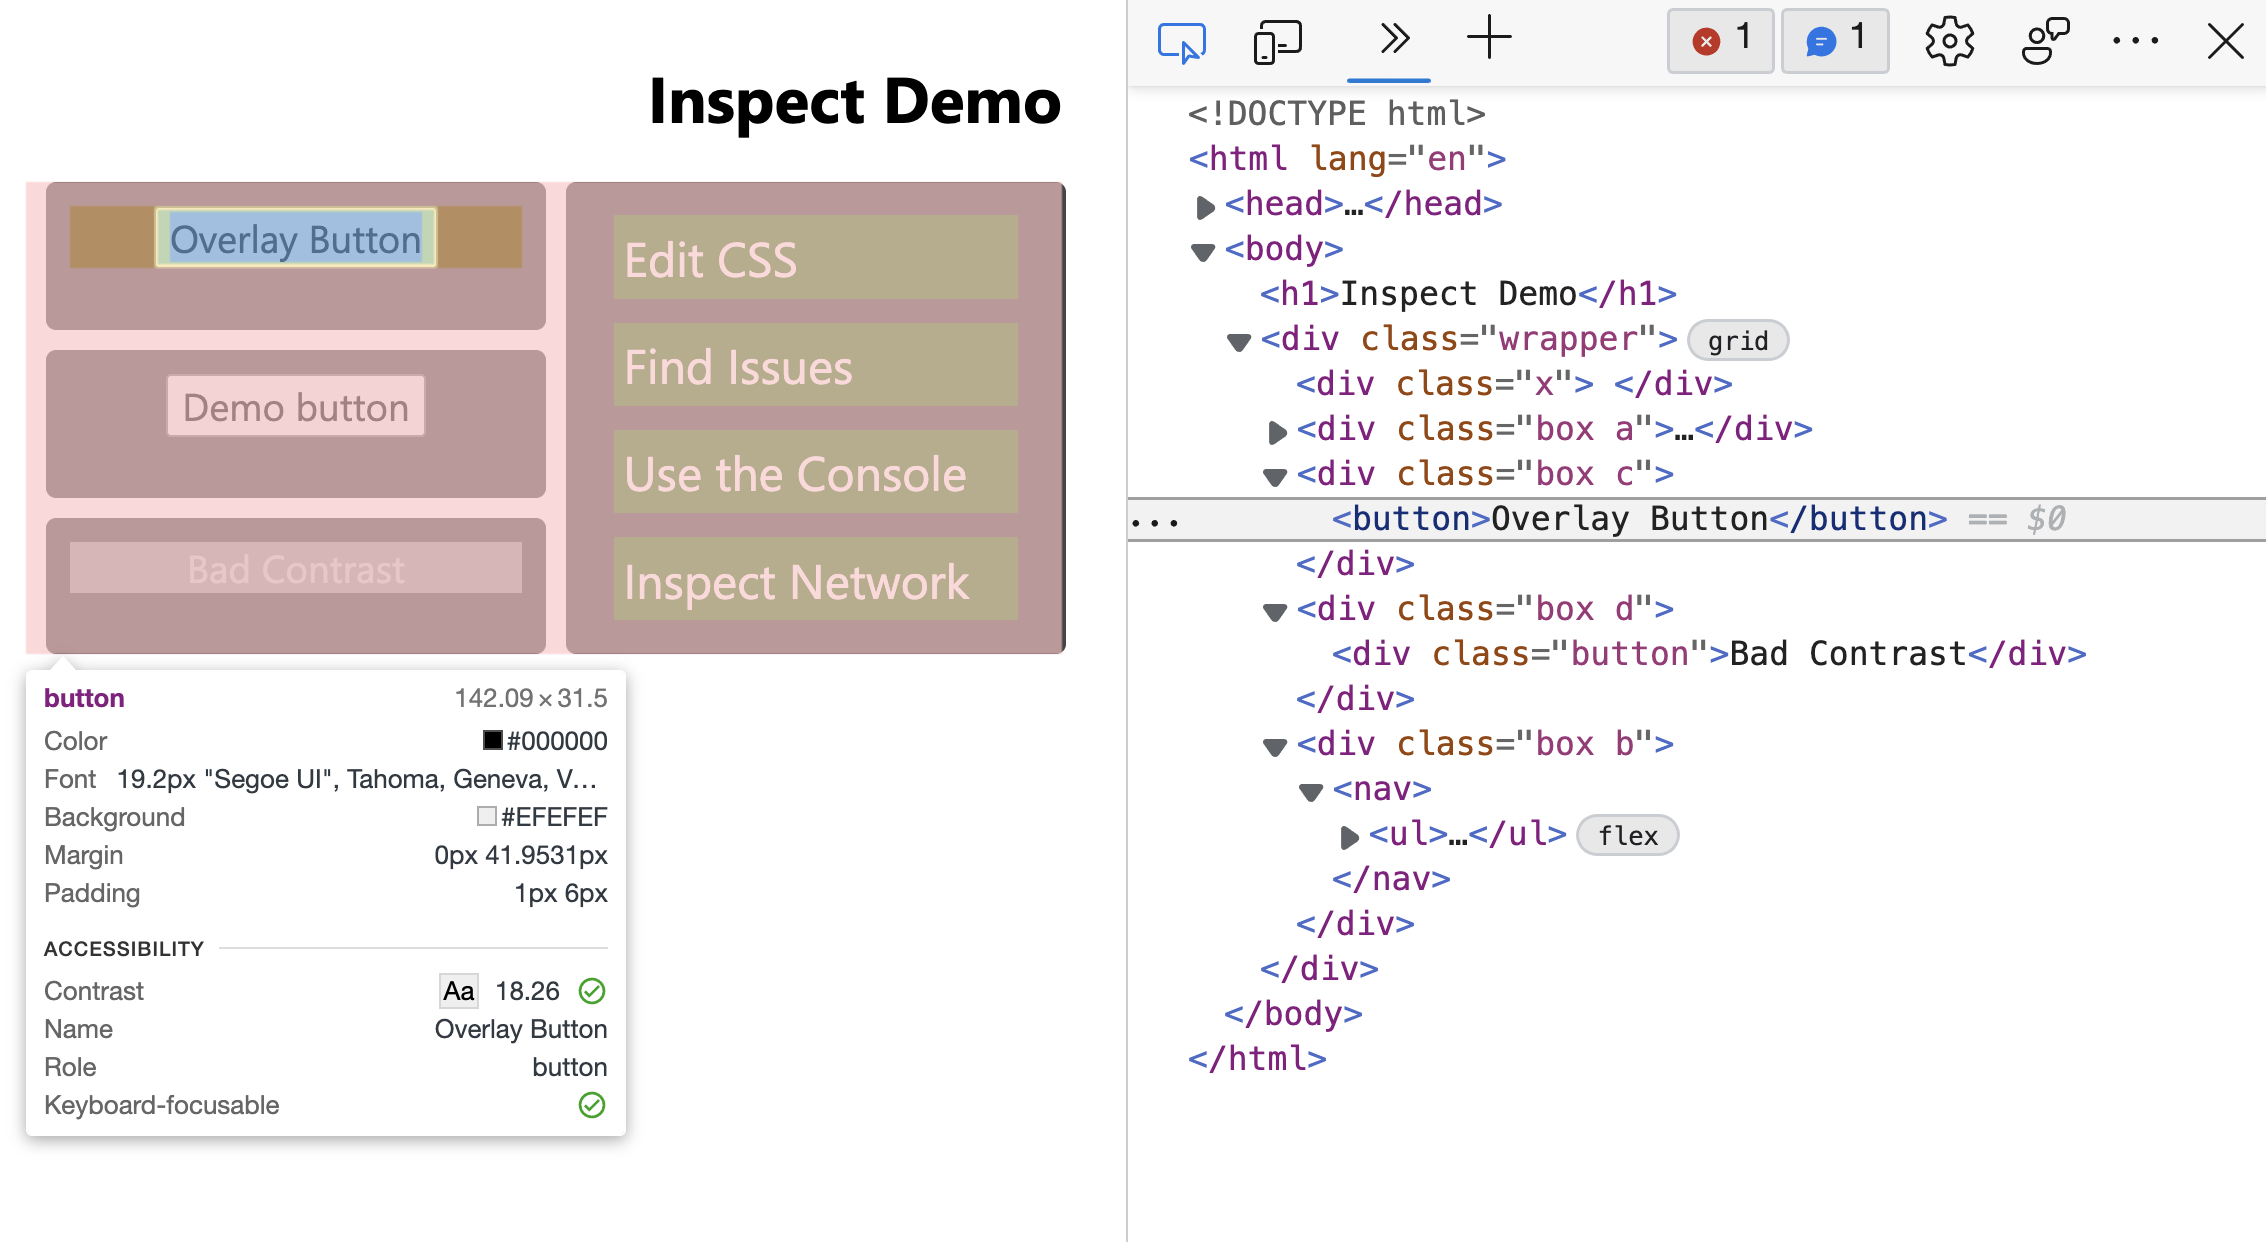 Inspect Demo
Overlay Button
Demo button
Bad Contrast
Edit CSS
Find Issues
Use the Console
Inspect Network
button 142.09×31.5
Color #000000
Font 19.2px "Segoe UI", Tahoma, Geneva, V...
Background #EFEFEF
Margin 0px 41.9531px
Padding 1px 6px
ACCESSIBILITY
Contrast Aa 18.26
Name Overlay Button
Role button
Keyboard-focusable
1 1
<!DOCTYPE html>
<html lang="en">
<head>…</head>
<body>
<h1>Inspect Demo</h1>
<div class="wrapper"> grid
<div class="x"> </div>
<div class="box a">…</div>
<div class="box c">
... <button>Overlay Button</button> == $0
</div>
<div class="box d">
<div class="button">Bad Contrast</div>
</div>
<div class="box b">
<nav>
<ul>…</ul> flex
</nav>
</div>
</div>
</body>
</html>